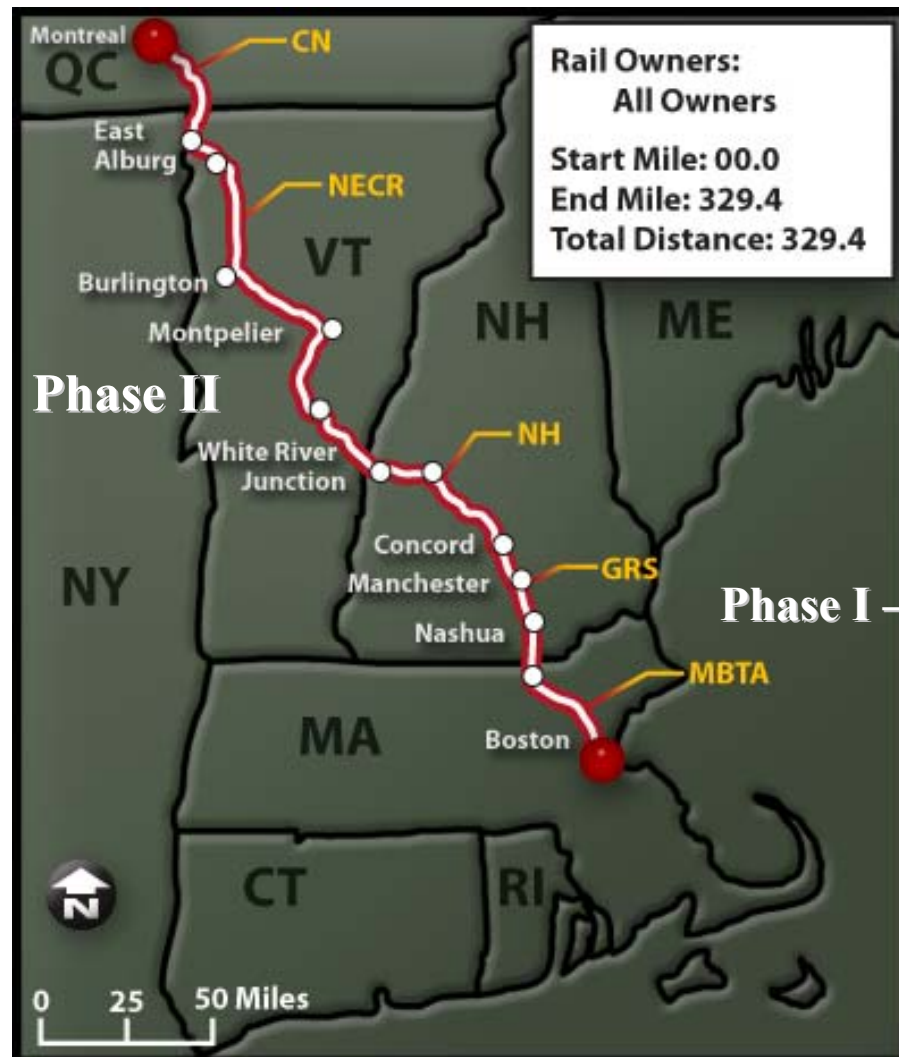 Montreal
CN
QC
Rail Owners:
All Owners
Start Mile: 00.0
End Mile: 329.4
Total Distance: 329.4
East
Alburg
NECR
VT
Burlington
NH
ME
Montpelier
Phase II
NH
White River
Junction
Concord
GRS
Manchester
NY
Phase I –
Nashua
MBTA
MA
Boston
CT
RI
N
0 25 50 Miles